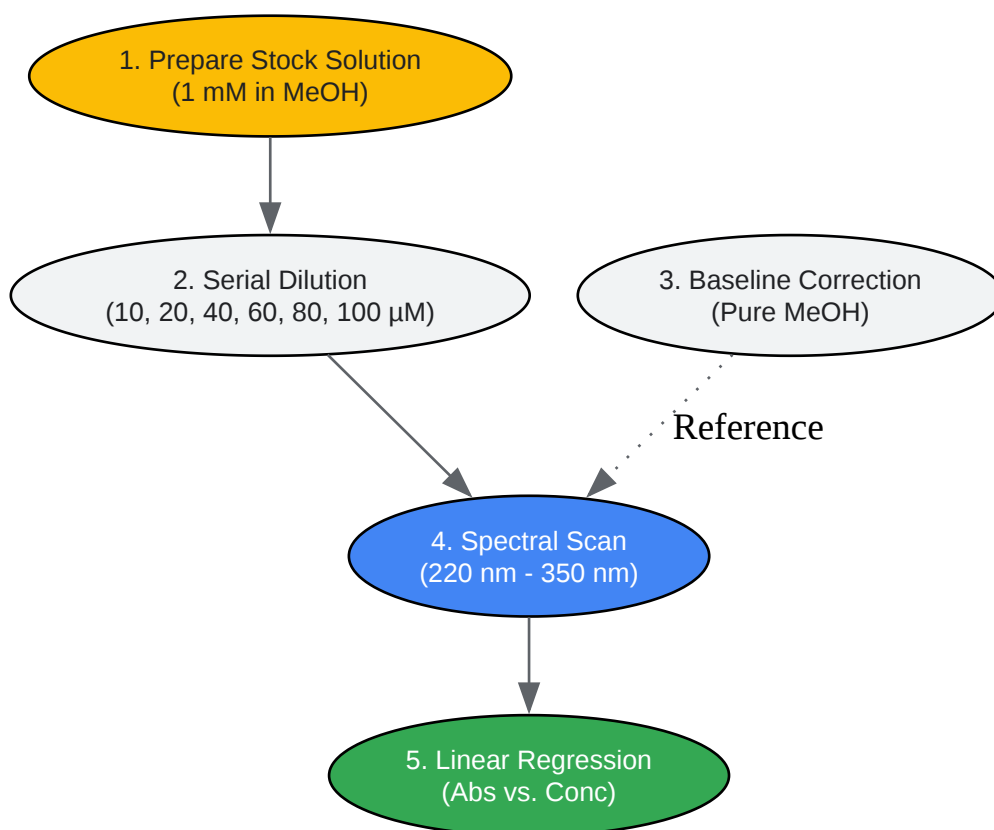 1. Prepare Stock Solution
(1 mM in MeOH)
2. Serial Dilution
(10, 20, 40, 60, 80, 100 µM)
3. Baseline Correction
(Pure MeOH)
Reference
4. Spectral Scan
(220 nm - 350 nm)
5. Linear Regression
(Abs vs. Conc)